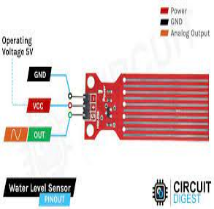 Power
GND
Analog Output
Operating
Voltage 5V
GND
VCC
OUT
Water Level Sensor
PINOUT
CIRCUIT
DIGEST